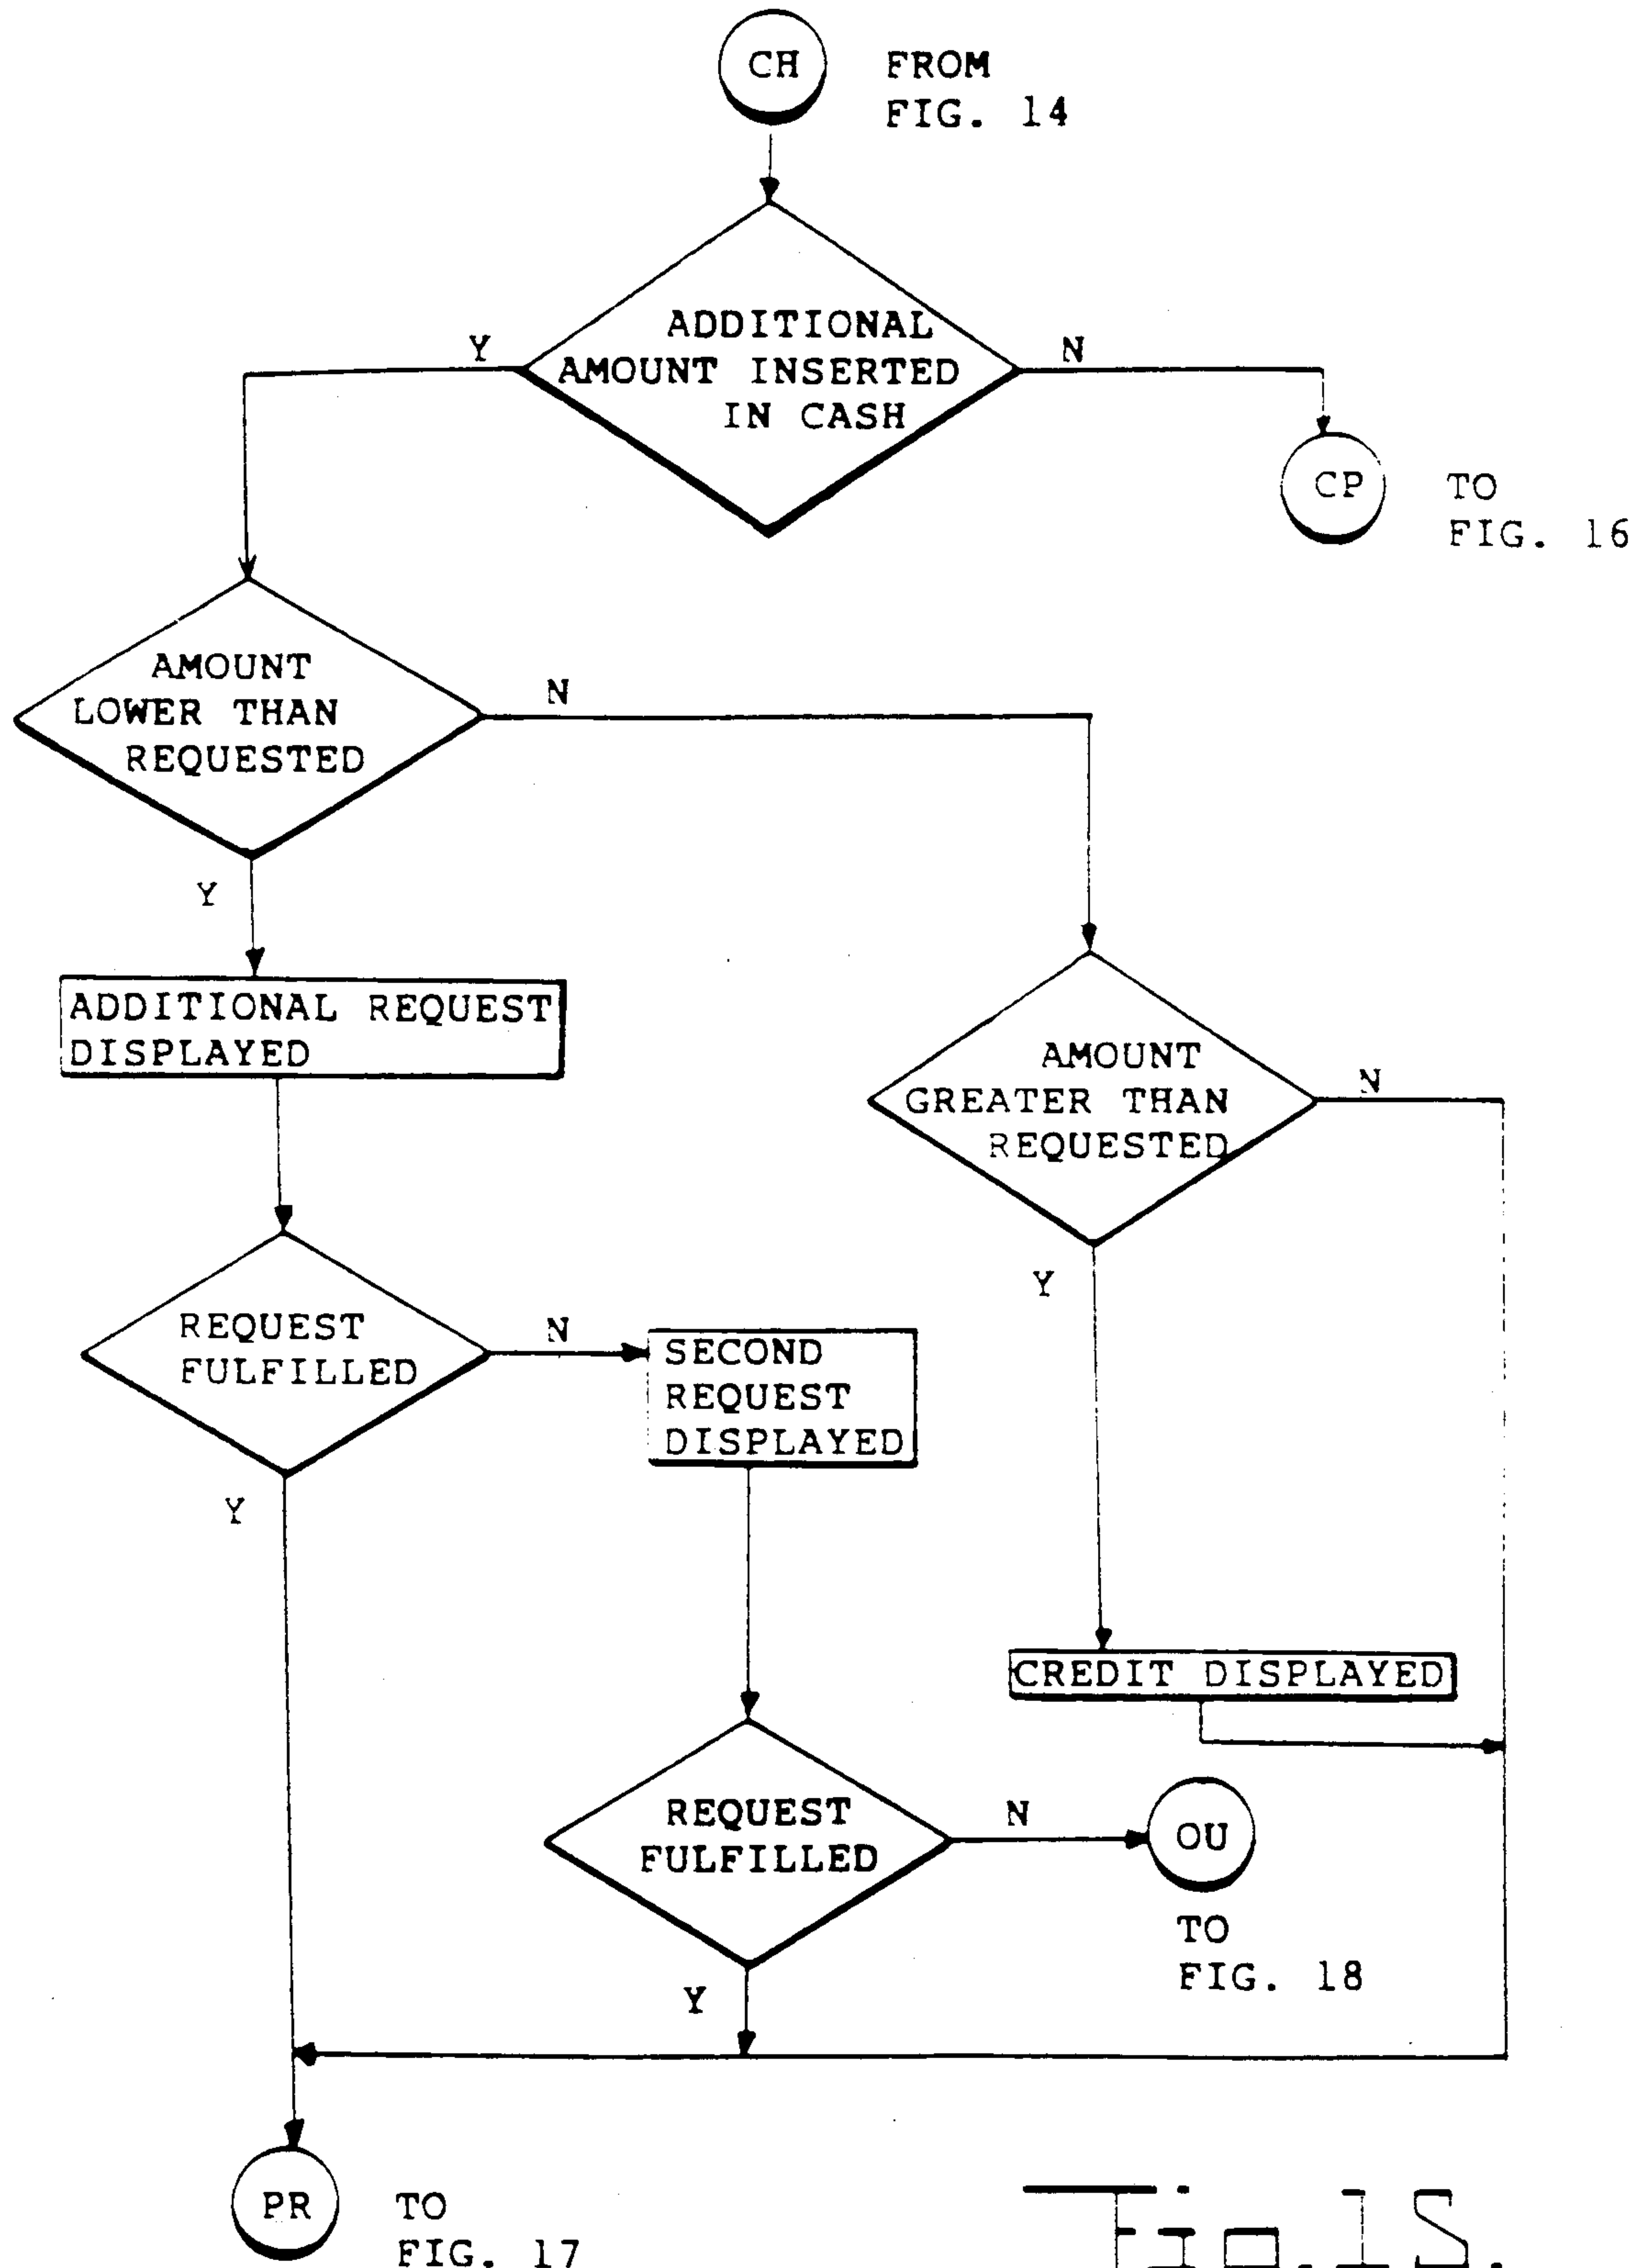 CH
FROM
FIG. 14
ADDITIONAL
AMOUNT INSERTED
IN CASH
Y
N
CP
TO
FIG. 16
AMOUNT
LOWER THAN
REQUESTED
N
Y
ADDITIONAL REQUEST
DISPLAYED
AMOUNT
GREATER THAN
REQUESTED
N
Y
REQUEST
FULFILLED
N
Y
SECOND
REQUEST
DISPLAYED
CREDIT DISPLAYED
REQUEST
FULFILLED
N
OU
TO
FIG. 18
Y
PR
TO
FIG. 17
Fig.15.